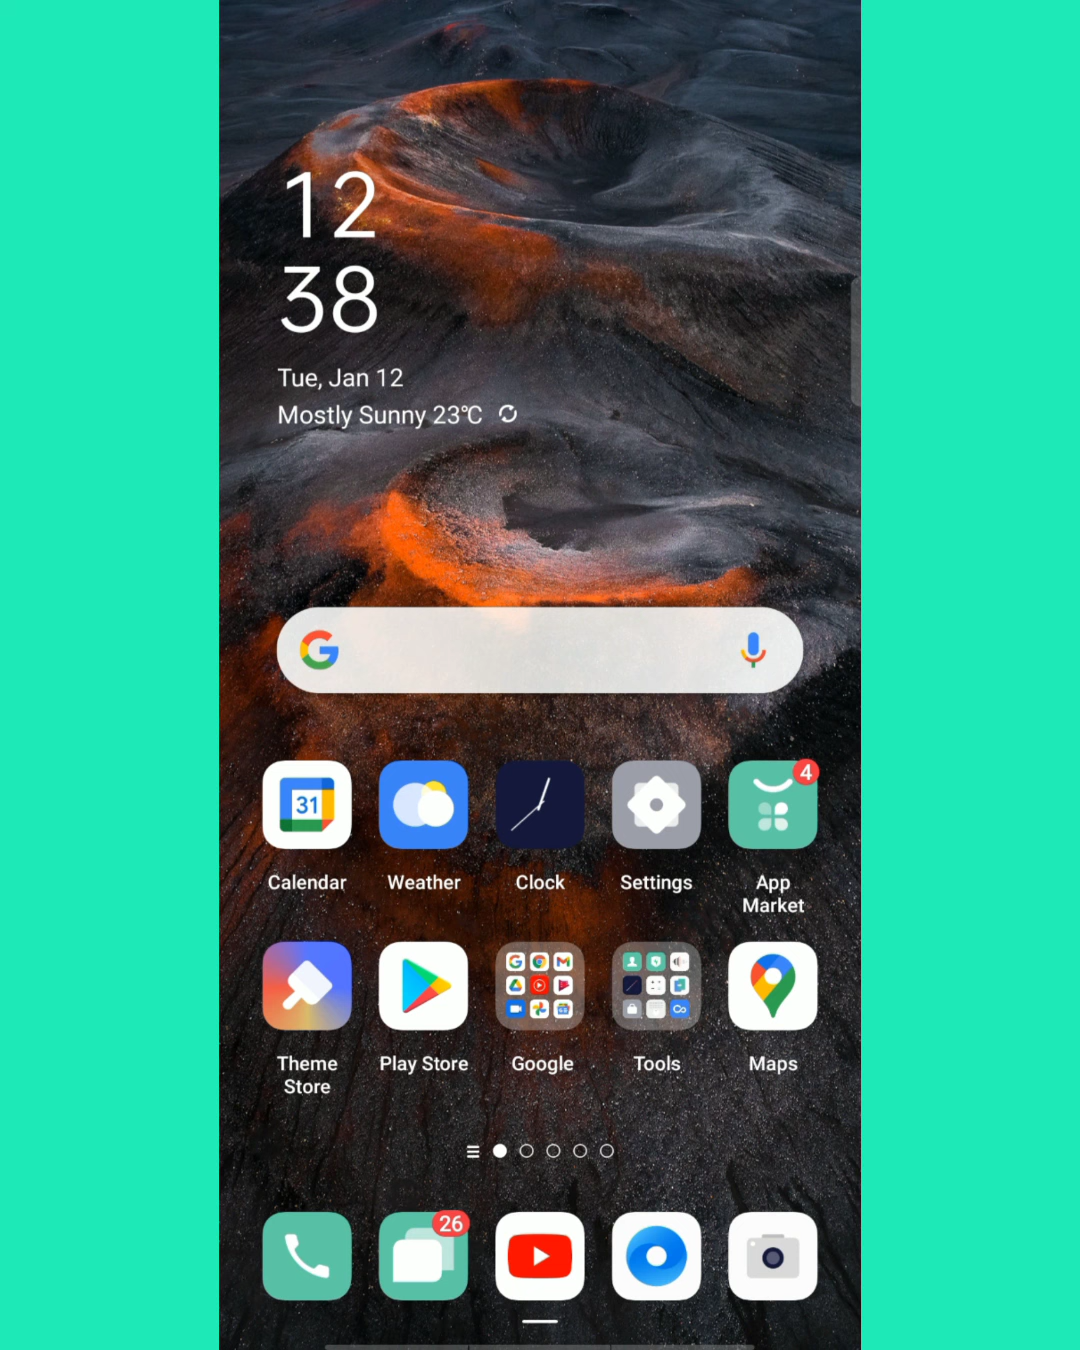 12
38
Tue, Jan 12
Mostly Sunny 23℃
31
4
Calendar
Weather
Clock
Settings
App
Market
Theme
Store
Play Store
Google
Tools
Maps
26